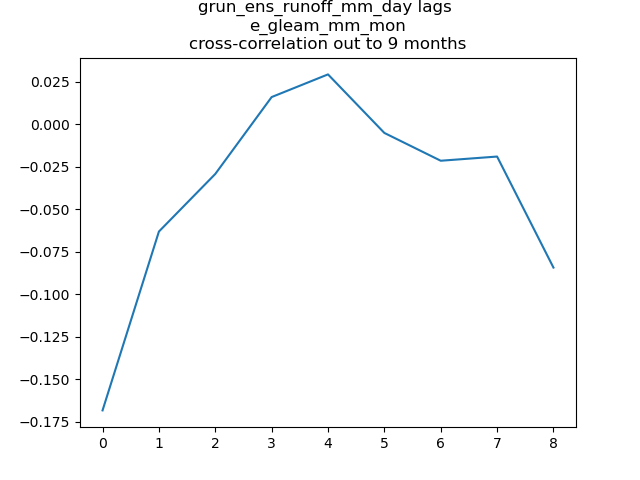 grun_ens_runoff_mm_day lags
e_gleam_mm_mon
cross-correlation out to 9 months
0.025
0.000
−0.025
−0.050
−0.075
−0.100
−0.125
−0.150
−0.175
0 1 2 3 4 5 6 7 8